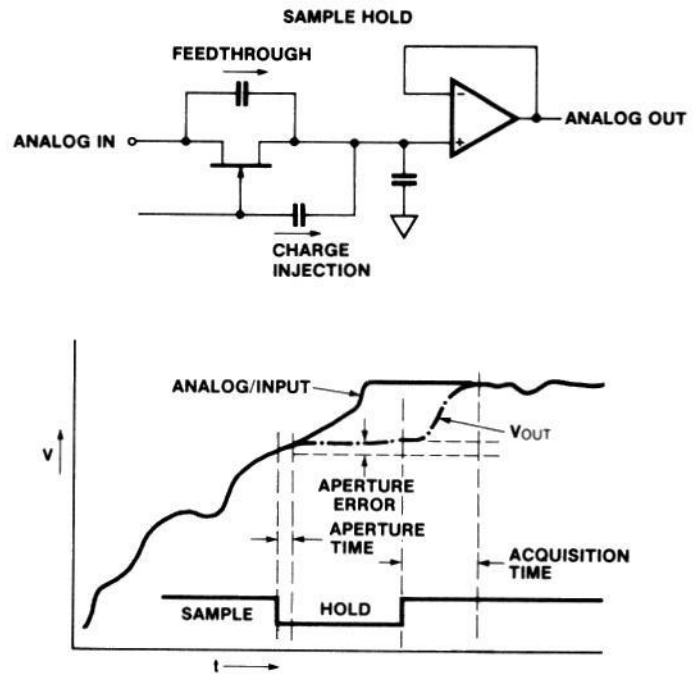 SAMPLE HOLD
FEEDTHROUGH
ANALOG IN
-
+
ANALOG OUT
CHARGE
INJECTION
ANALOG/INPUT
V
VOUT
APERTURE
ERROR
APERTURE
TIME
ACQUISITION
TIME
SAMPLE
HOLD
t